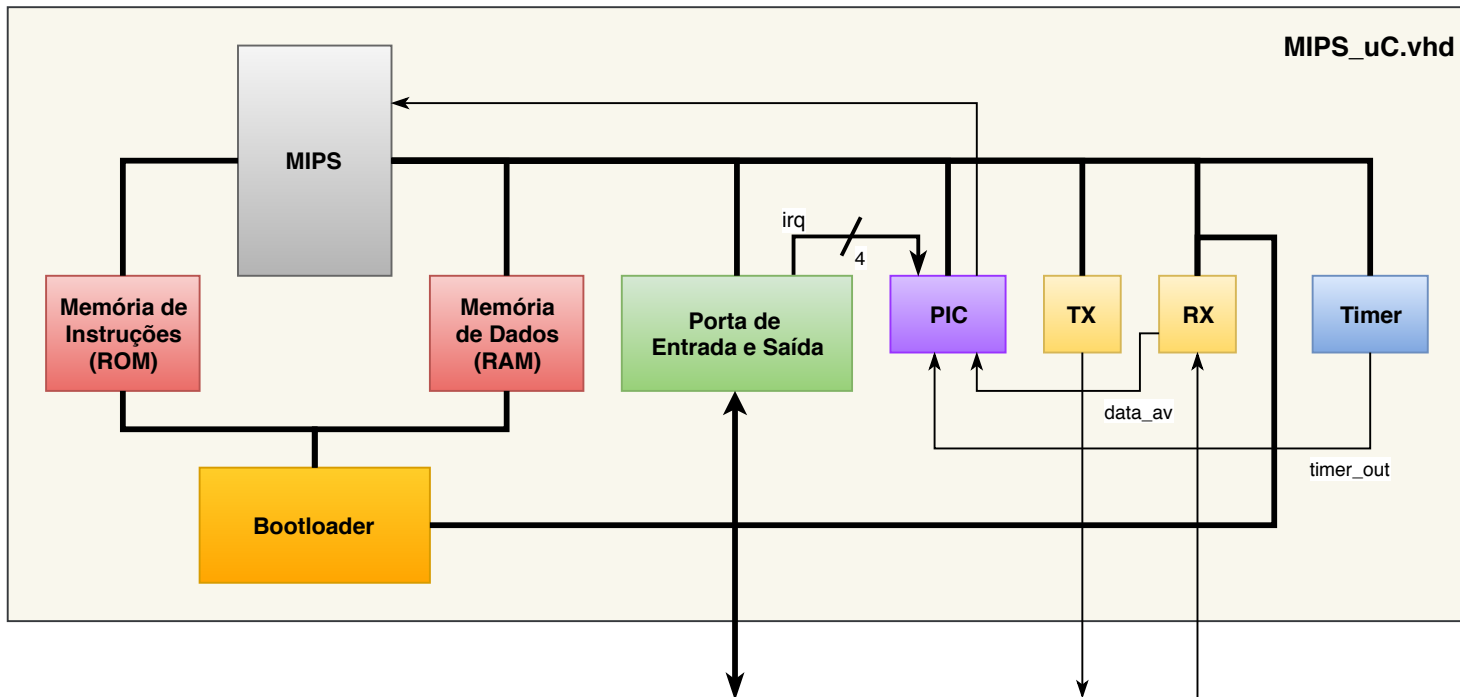 MIPS_uC.vhd
MIPS
irq
4
Memória de
Instruções
(ROM)
Memória
de Dados
(RAM)
Porta de
Entrada e Saída
PIC
TX
RX
Timer
data_av
timer_out
Bootloader